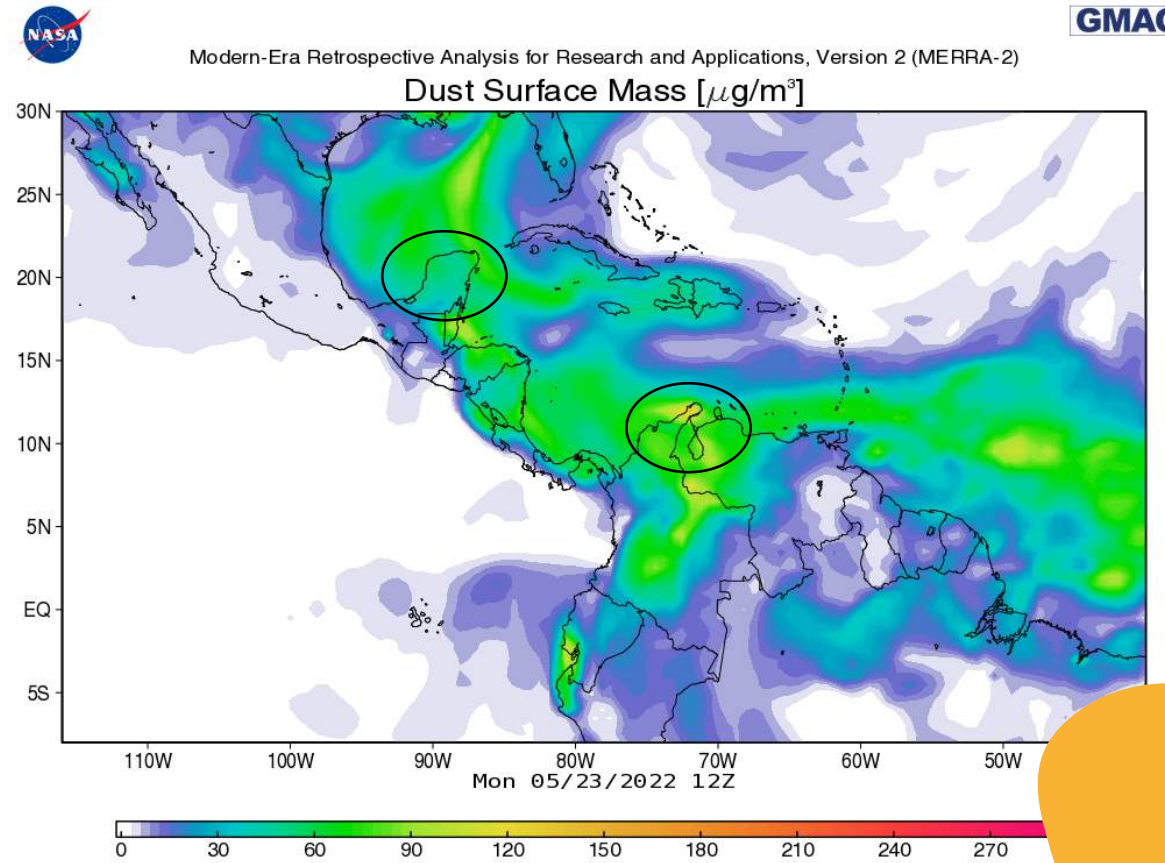 NASA
GMAO
Modern-Era Retrospective Analysis for Research and Applications, Version 2 (MERRA-2)
Dust Surface Mass [μg/m³]
30N
25N
20N
15N
10N
5N
EQ
5S
110W 100W 90W 80W 70W 60W 50W
Mon 05/23/2022 12Z
0 30 60 90 120 150 180 210 240 270